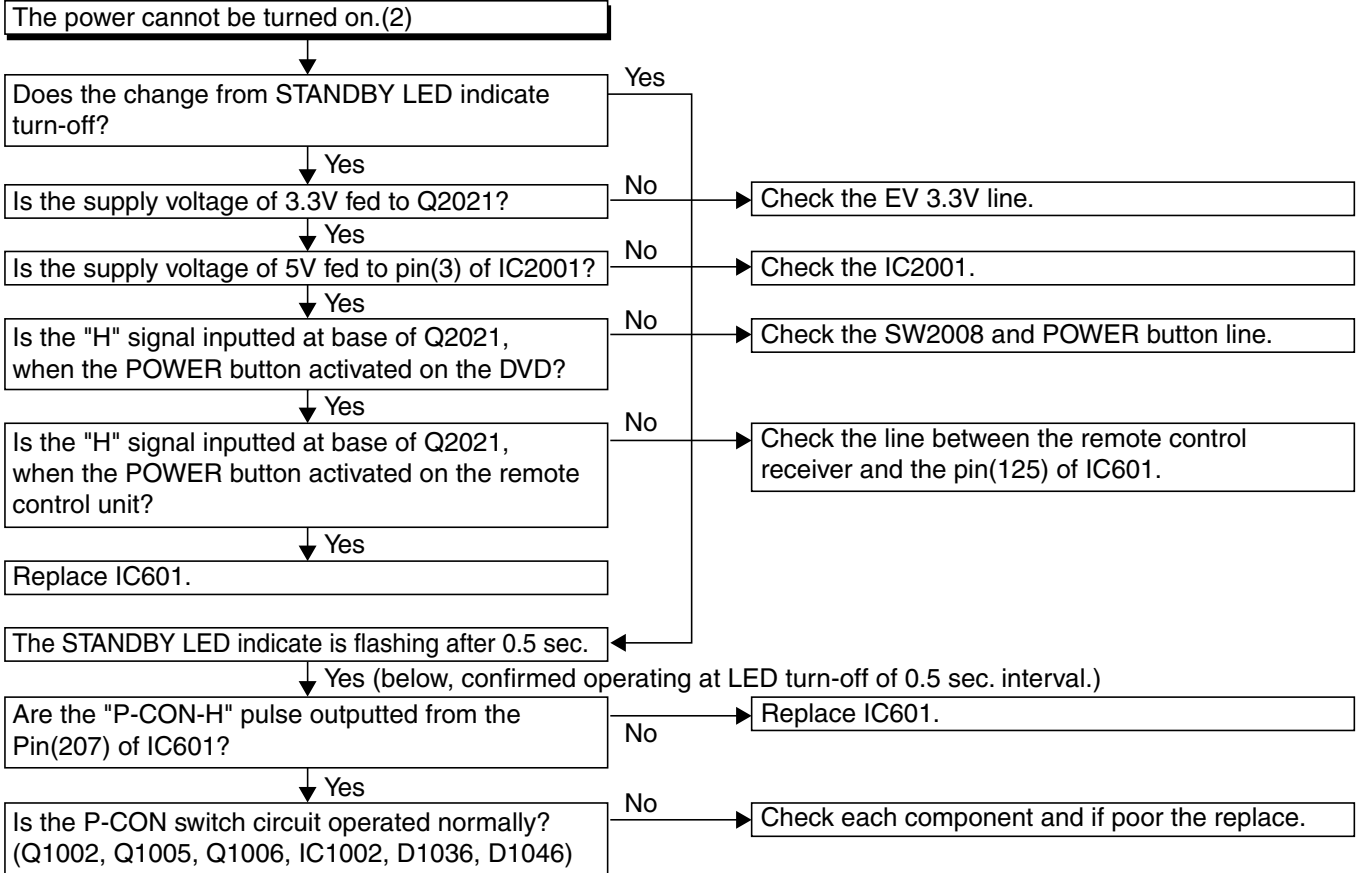 The power cannot be turned on.(2)
Does the change from STANDBY LED indicate
turn-off?
Yes
Yes
Is the supply voltage of 3.3V fed to Q2021?
No
Check the EV 3.3V line.
Yes
Is the supply voltage of 5V fed to pin(3) of IC2001?
No
Check the IC2001.
Yes
Is the "H" signal inputted at base of Q2021,
when the POWER button activated on the DVD?
No
Check the SW2008 and POWER button line.
Yes
Is the "H" signal inputted at base of Q2021,
when the POWER button activated on the remote
control unit?
No
Check the line between the remote control
receiver and the pin(125) of IC601.
Yes
Replace IC601.
The STANDBY LED indicate is flashing after 0.5 sec.
Yes (below, confirmed operating at LED turn-off of 0.5 sec. interval.)
Are the "P-CON-H" pulse outputted from the
Pin(207) of IC601?
No
Replace IC601.
Yes
Is the P-CON switch circuit operated normally?
(Q1002, Q1005, Q1006, IC1002, D1036, D1046)
No
Check each component and if poor the replace.